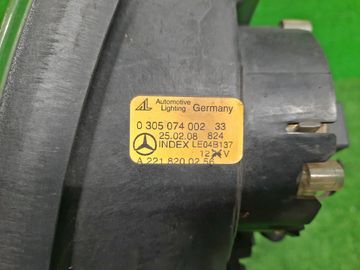 AL Automotive Lighting Germany
0 305 074 002 33
25.02.08 824
INDEX LE04B137
12 V
A 221 820 02 56